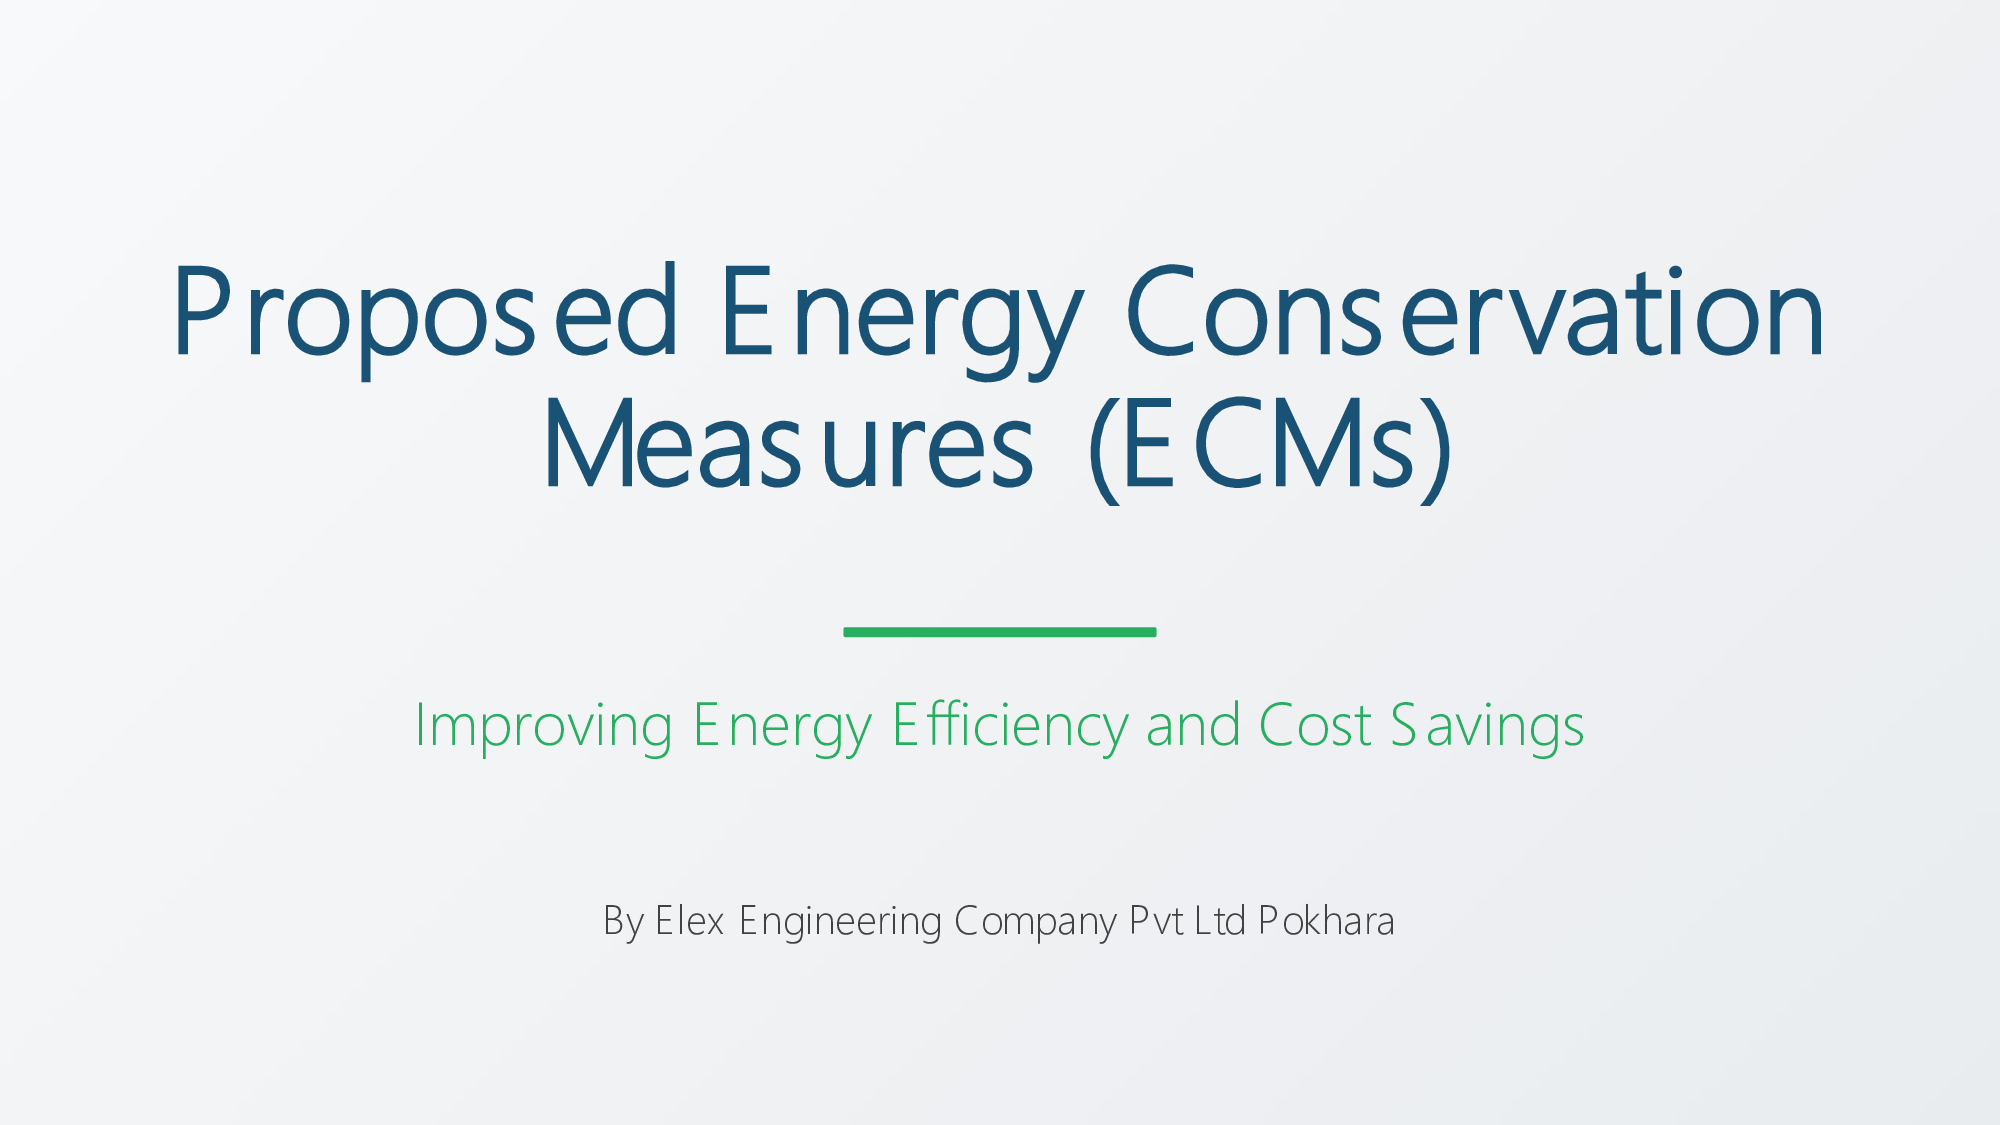 Proposed Energy Conservation
Measures (ECMs)
Improving Energy Efficiency and Cost Savings
By Elex Engineering Company Pvt Ltd Pokhara